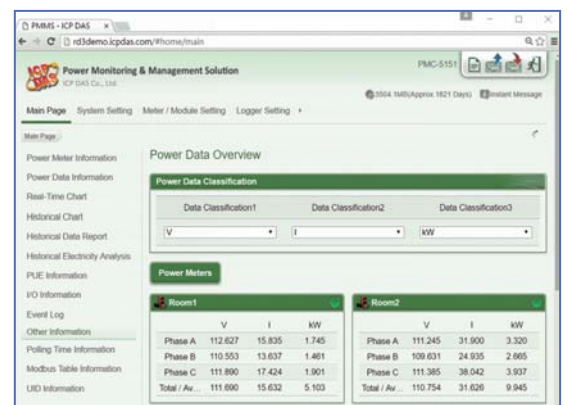 PMMS - ICP DAS ×
rd3demo.icpdas.com/#home/main
ICP DAS Power Monitoring & Management Solution
ICP DAS Co., Ltd.
PMC-5151
3504.1MB(Approx.1821 Days) Instant Message
Main Page System Setting Meter / Module Setting Logger Setting
Main Page
Power Meter Information
Power Data Information
Real-Time Chart
Historical Chart
Historical Data Report
Historical Electricity Analysis
PUE Information
I/O Information
Event Log
Other Information
Polling Time Information
Modbus Table Information
UID Information
Power Data Overview
Power Data Classification
Data Classification1 Data Classification2 Data Classification3
V I kW
Power Meters
Room1
V I kW
Phase A 112.627 15.835 1.745
Phase B 110.553 13.637 1.461
Phase C 111.890 17.424 1.901
Total / Av... 111.690 15.632 5.103
Room2
V I kW
Phase A 111.245 31.900 3.320
Phase B 109.631 24.935 2.665
Phase C 111.385 38.042 3.937
Total / Av... 110.754 31.626 9.945